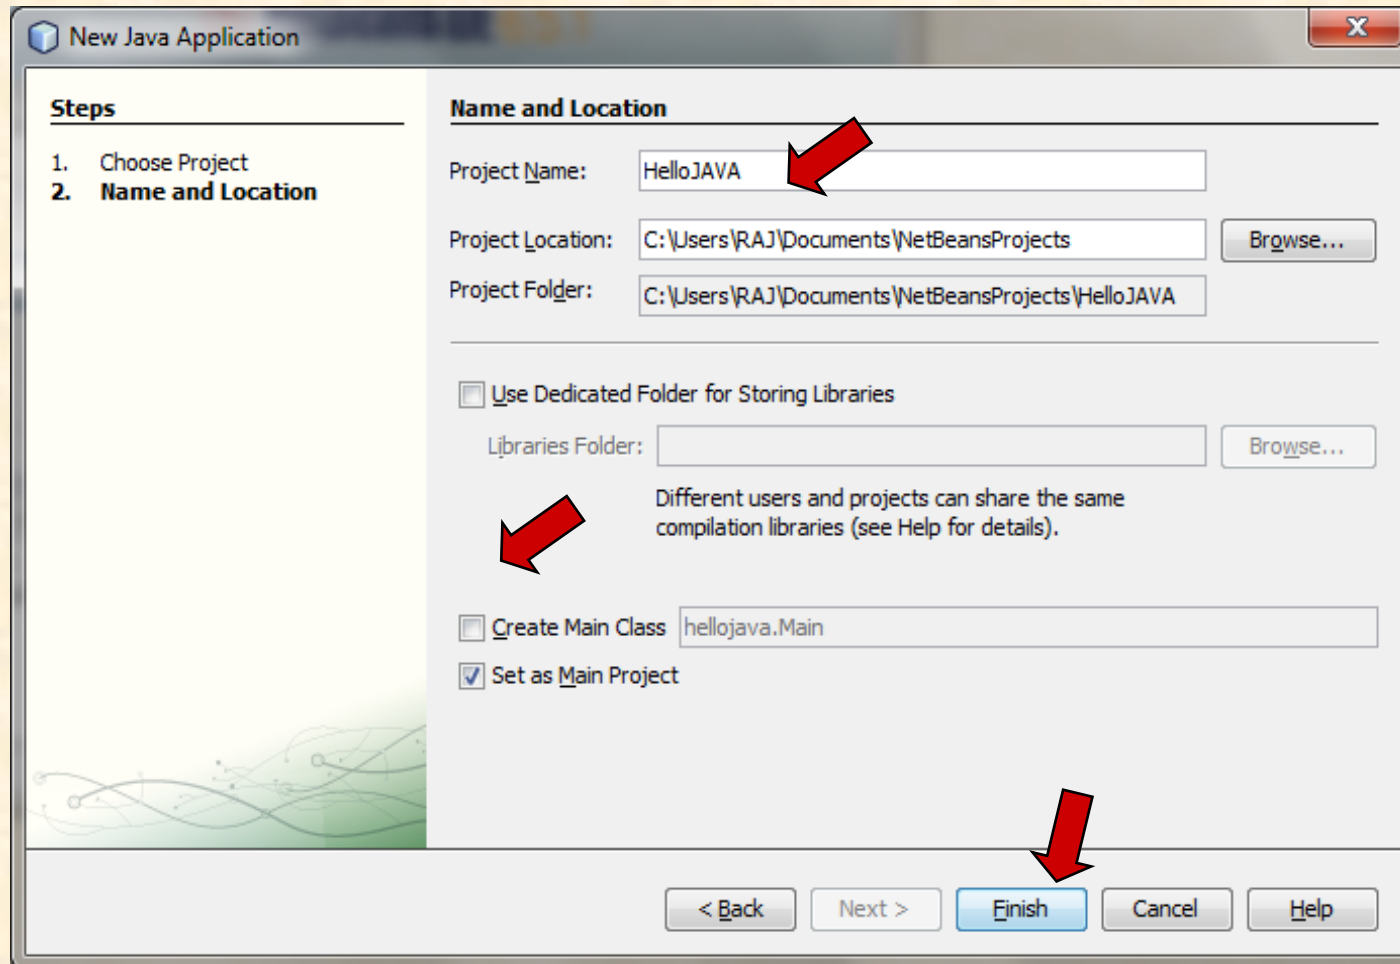 New Java Application
X
Steps
1. Choose Project
2. Name and Location
Name and Location
Project Name: HelloJAVA
Project Location: C:\Users\RAJ\Documents\NetBeansProjects Browse...
Project Folder: C:\Users\RAJ\Documents\NetBeansProjects\HelloJAVA
Use Dedicated Folder for Storing Libraries
Libraries Folder: Browse...
Different users and projects can share the same
compilation libraries (see Help for details).
Create Main Class hellojava.Main
Set as Main Project
< Back Next > Finish Cancel Help